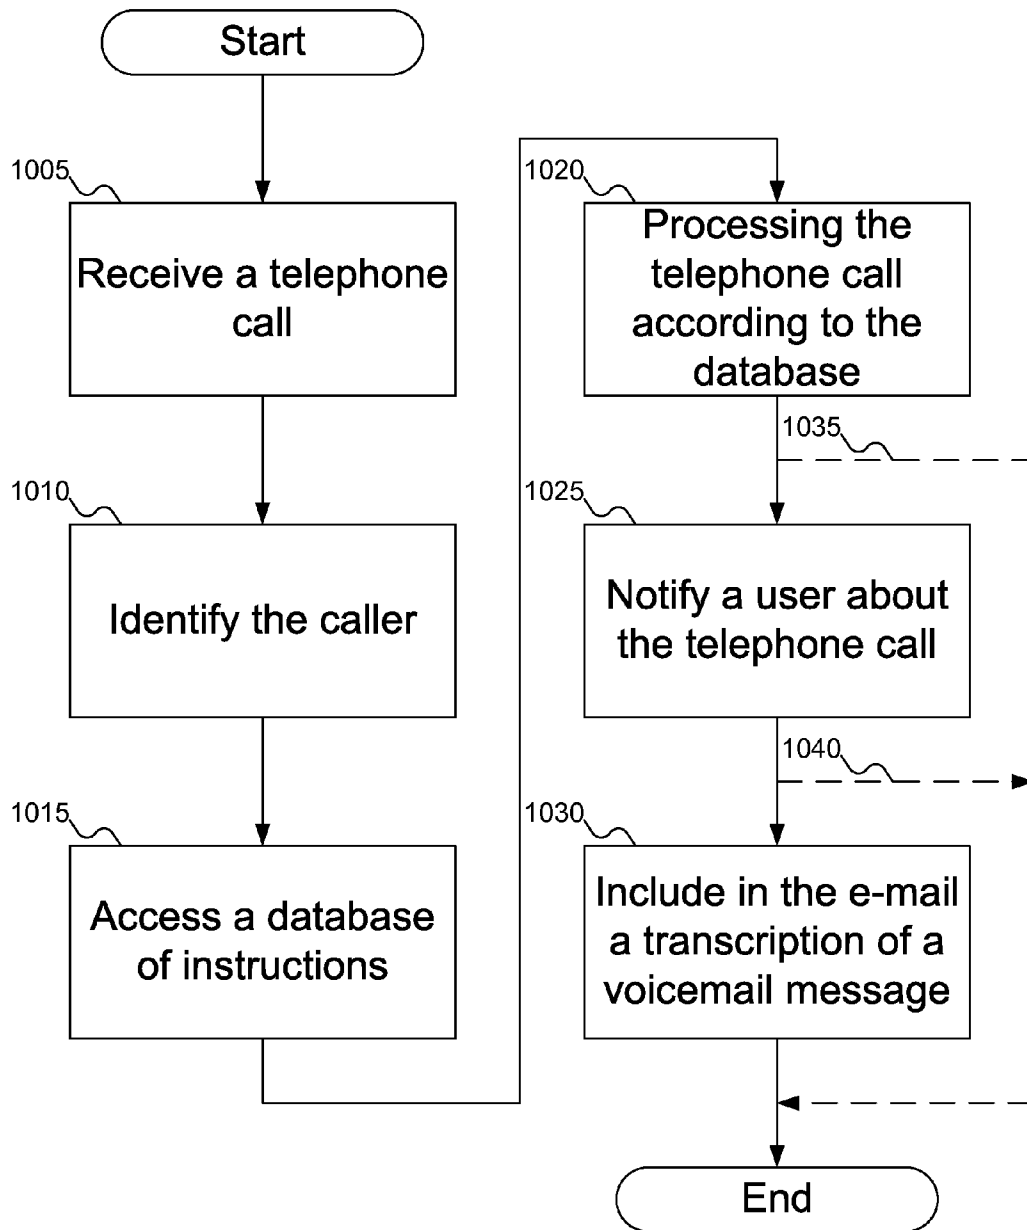 Start
1005
Receive a telephone
call
1010
Identify the caller
1015
Access a database
of instructions
1020
Processing the
telephone call
according to the
database
1035
1025
Notify a user about
the telephone call
1040
1030
Include in the e-mail
a transcription of a
voicemail message
End